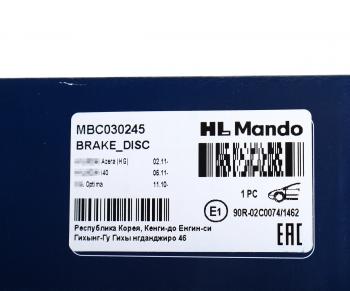 MBC030245
BRAKE_DISC
HL Mando
Azera (HG) 02.11-
i40 06.11-
Optima 11.10-
1 PC
E1
90R-02C0074/1462
EAC
Республика Корея, Кенги-до Енгин-си
Гихынг-Гу Гихы нгданджиро 46